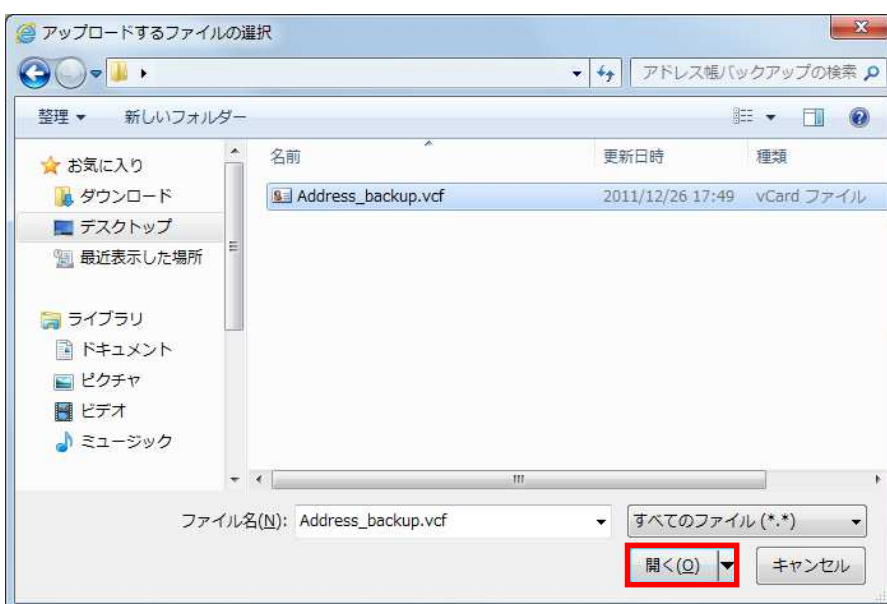 アップロードするファイルの選択
アドレス帳バックアップの検索
整理 新しいフォルダー
名前 更新日時 種類
お気に入り
Address_backup.vcf 2011/12/26 17:49 vCard ファイル
ダウンロード
デスクトップ
最近表示した場所
ライブラリ
ドキュメント
ピクチャ
ビデオ
ミュージック
ファイル名(N): Address_backup.vcf すべてのファイル (*.*)
開く(O) キャンセル